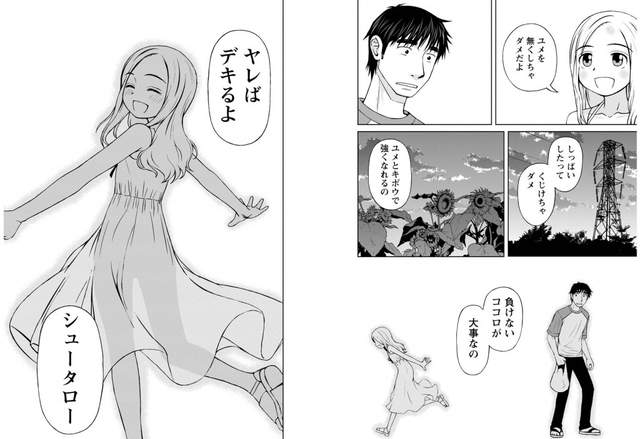 ユメを
無くしちゃ
ダメだよ
しっぱい
したって
くじけちゃ
ダメ
ユメとキボウで
強くなれるの
負けない
ココロが
大事なの
ヤレば
デキるよ
シュータロー